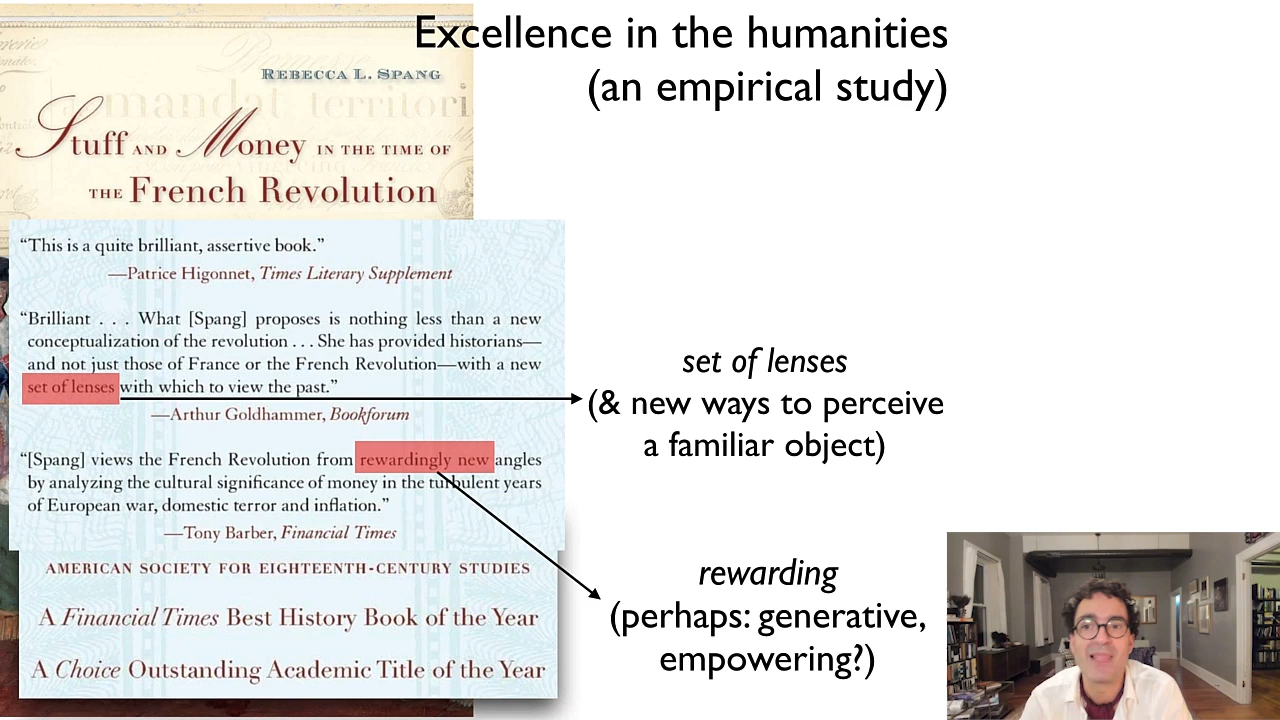 Excellence in the humanities
(an empirical study)
REBECCA L. SPANG
mandat territori
Stuff AND Money IN THE TIME OF
THE French Revolution
“This is a quite brilliant, assertive book.”
—Patrice Higonnet, Times Literary Supplement
“Brilliant . . . What [Spang] proposes is nothing less than a new
conceptualization of the revolution . . . She has provided historians—
and not just those of France or the French Revolution—with a new
set of lenses with which to view the past.”
—Arthur Goldhammer, Bookforum
“[Spang] views the French Revolution from rewardingly new angles
by analyzing the cultural significance of money in the turbulent years
of European war, domestic terror and inflation.”
—Tony Barber, Financial Times
AMERICAN SOCIETY FOR EIGHTEENTH-CENTURY STUDIES
A Financial Times Best History Book of the Year
A Choice Outstanding Academic Title of the Year
set of lenses
(& new ways to perceive
a familiar object)
rewarding
(perhaps: generative,
empowering?)